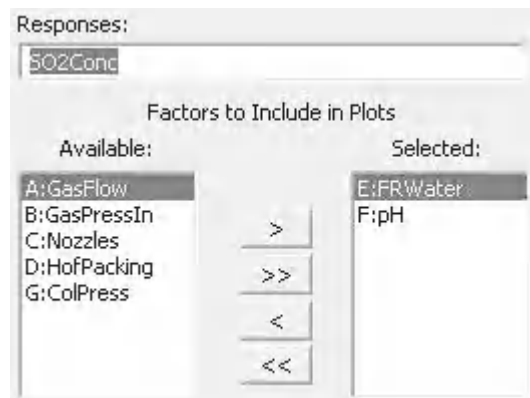 Responses:
SO2Conc
Factors to Include in Plots
Available:
Selected:
A:GasFlow
B:GasPressIn
C:Nozzles
D:HofPacking
G:ColPress
>
>>
<
<<
E:FRWater
F:pH